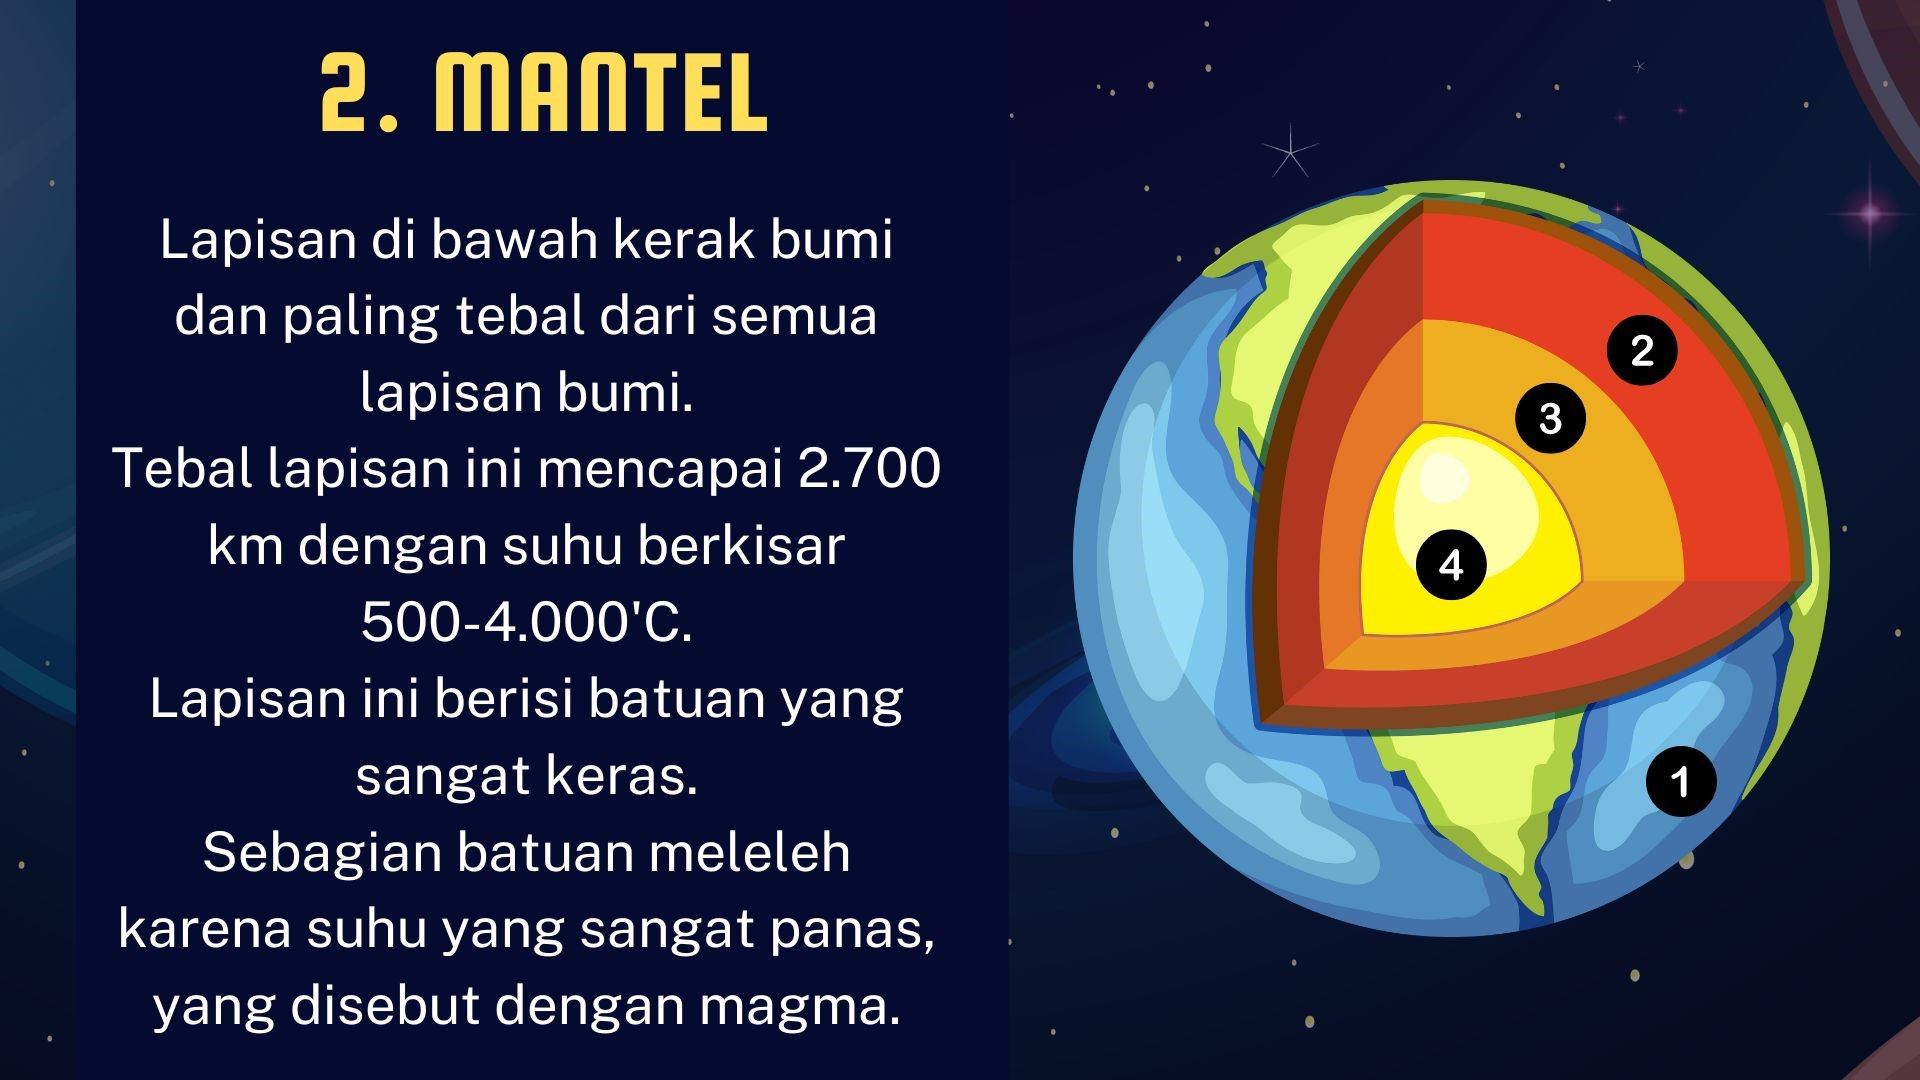 2. MANTEL
Lapisan di bawah kerak bumi
dan paling tebal dari semua
lapisan bumi.
Tebal lapisan ini mencapai 2.700
km dengan suhu berkisar
500-4.000'C.
Lapisan ini berisi batuan yang
sangat keras.
Sebagian batuan meleleh
karena suhu yang sangat panas,
yang disebut dengan magma.
2
3
4
1